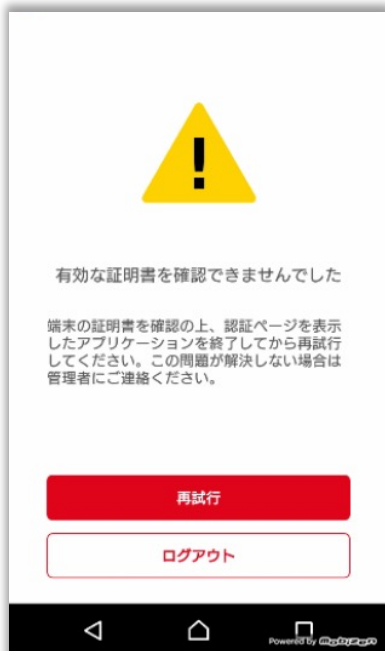 有効な証明書を確認できませんでした
端末の証明書を確認の上、認証ページを表示
したアプリケーションを終了してから再試行
してください。この問題が解決しない場合は
管理者にご連絡ください。
再試行
ログアウト
Powered by Mobizen